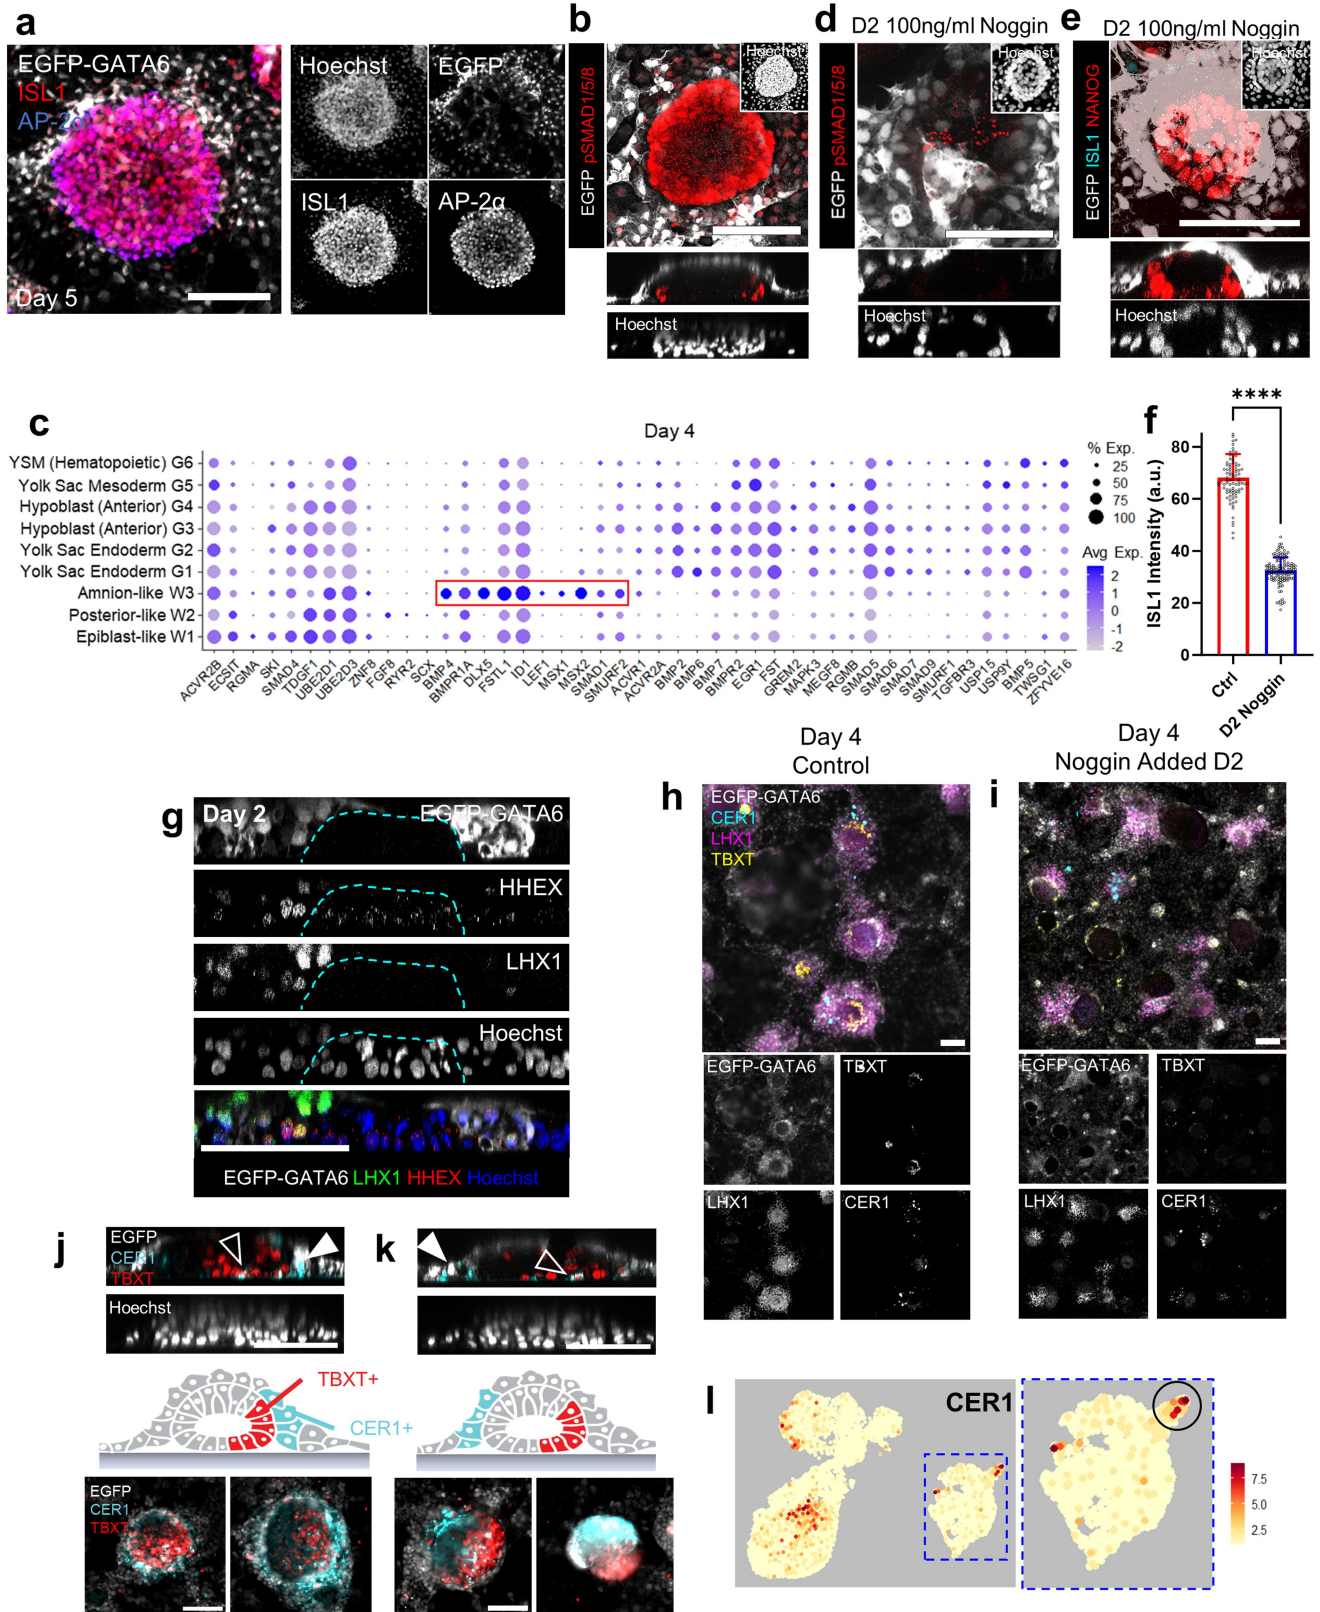 a
EGFP-GATA6
ISL1
AP-2α
Day 5
Hoechst
EGFP
ISL1
AP-2α
b
EGFP pSMAD1/5/8
Hoechst
Hoechst
d
D2 100ng/ml Noggin
EGFP pSMAD1/5/8
Hoechst
Hoechst
e
D2 100ng/ml Noggin
EGFP ISL1 NANOG
Hoechst
Hoechst
c
Day 4
YSM (Hematopoietic) G6
Yolk Sac Mesoderm G5
Hypoblast (Anterior) G4
Hypoblast (Anterior) G3
Yolk Sac Endoderm G2
Yolk Sac Endoderm G1
Amnion-like W3
Posterior-like W2
Epiblast-like W1
ACVR2B
ECSIT
RGMA
SKI
SMAD4
TDGF1
UBE2D1
UBE2D3
ZNF8
FGF8
RYR2
SCX
BMP4
BMPR1A
DLX5
FSTL1
ID1
LEF1
MSX1
MSX2
SMAD1
SMURF2
ACVR1
ACVR2A
BMP2
BMP6
BMP7
BMPR2
EGR1
FST
GREM2
MAPK3
MEGF8
RGMB
SMAD5
SMAD6
SMAD7
SMAD9
SMURF1
TGFBR3
USP15
USP9Y
BMP5
TWSG1
ZFYVE16
% Exp.
25
50
75
100
Avg Exp.
2
1
0
-1
-2
f
****
ISL1 Intensity (a.u.)
80
60
40
20
0
Ctrl
D2 Noggin
g
Day 2
EGFP-GATA6
HHEX
LHX1
Hoechst
EGFP-GATA6 LHX1 HHEX Hoechst
h
Day 4
Control
EGFP-GATA6
CER1
LHX1
TBXT
EGFP-GATA6
TBXT
LHX1
CER1
i
Day 4
Noggin Added D2
EGFP-GATA6
TBXT
LHX1
CER1
j
EGFP
CER1
TBXT
Hoechst
k
TBXT+
CER1+
EGFP
CER1
TBXT
l
CER1
7.5
5.0
2.5